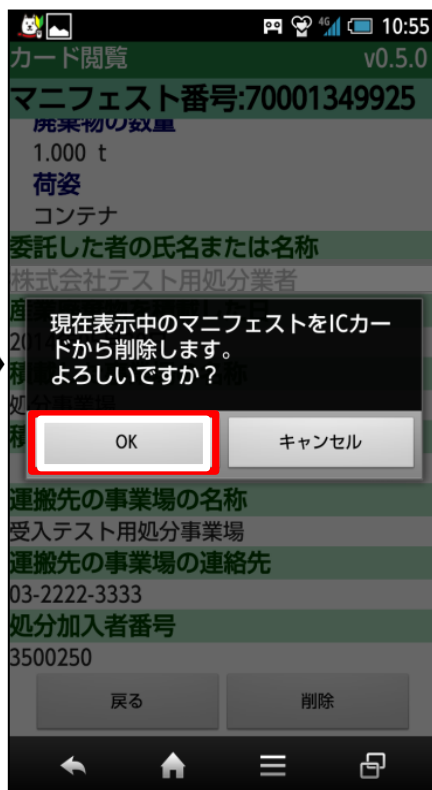 4G 10:55
カード閲覧 v0.5.0
マニフェスト番号:70001349925
廃棄物の数量
1.000 t
荷姿
コンテナ
委託した者の氏名または名称
株式会社テスト用処分業者
現在表示中のマニフェストをICカー
ドから削除します。
よろしいですか？
OK キャンセル
運搬先の事業場の名称
受入テスト用処分事業場
運搬先の事業場の連絡先
03-2222-3333
処分加入者番号
3500250
戻る 削除